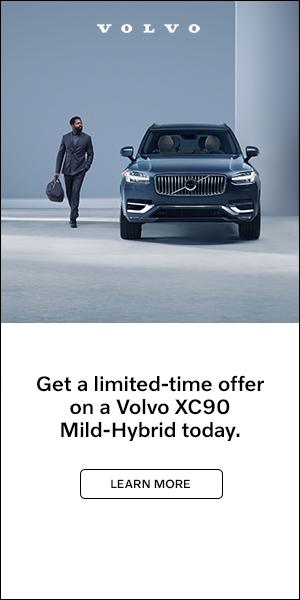 VOLVO
Get a limited-time offer
on a Volvo XC90
Mild-Hybrid today.
LEARN MORE